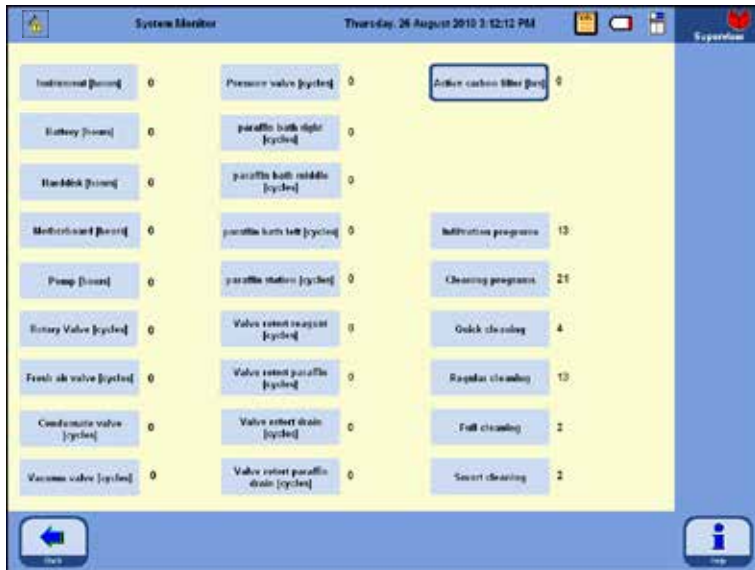 System Monitor
Thursday, 26 August 2010 3:12:12 PM
Supervisor
Instrument [hours] 0
Pressure valve [cycles] 0
Active carbon filter [hrs] 0
Battery [hours] 0
paraffin bath right
[cycles] 0
Harddisk [hours] 0
paraffin bath middle
[cycles] 0
Motherboard [hours] 0
paraffin bath left [cycles] 0
Infiltration programs 13
Pump [hours] 0
paraffin station [cycles] 0
Cleaning programs 21
Rotary Valve [cycles] 0
Valve retort reagent
[cycles] 0
Quick cleaning 4
Fresh air valve [cycles] 0
Valve retort paraffin
[cycles] 0
Regular cleaning 13
Condensate valve
[cycles] 0
Valve retort drain
[cycles] 0
Full cleaning 2
Vacuum valve [cycles] 0
Valve retort paraffin
drain [cycles] 0
Smart cleaning 2
Back
Help